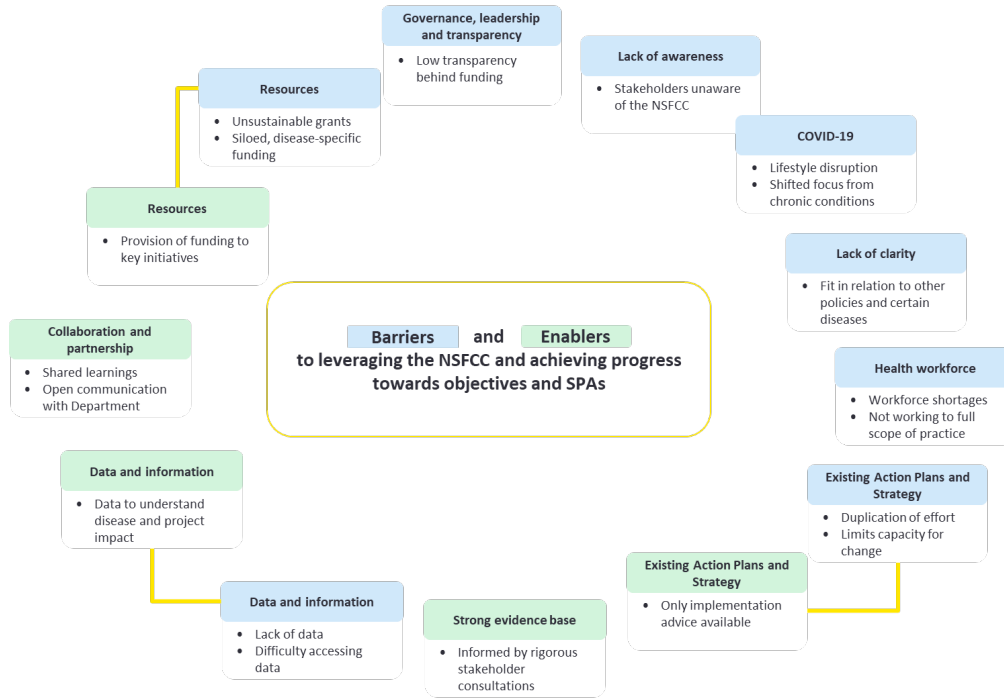 Governance, leadership
and transparency
• Low transparency
behind funding
Lack of awareness
• Stakeholders unaware
of the NSFCC
Resources
• Unsustainable grants
• Siloed, disease-specific
funding
COVID-19
• Lifestyle disruption
• Shifted focus from
chronic conditions
Resources
• Provision of funding to
key initiatives
Lack of clarity
• Fit in relation to other
policies and certain
diseases
Barriers and Enablers
to leveraging the NSFCC and achieving progress
towards objectives and SPAs
Collaboration and
partnership
• Shared learnings
• Open communication
with Department
Health workforce
• Workforce shortages
• Not working to full
scope of practice
Data and information
• Data to understand
disease and project
impact
Existing Action Plans and
Strategy
• Duplication of effort
• Limits capacity for
change
Existing Action Plans and
Strategy
• Only implementation
advice available
Data and information
• Lack of data
• Difficulty accessing
data
Strong evidence base
• Informed by rigorous
stakeholder
consultations